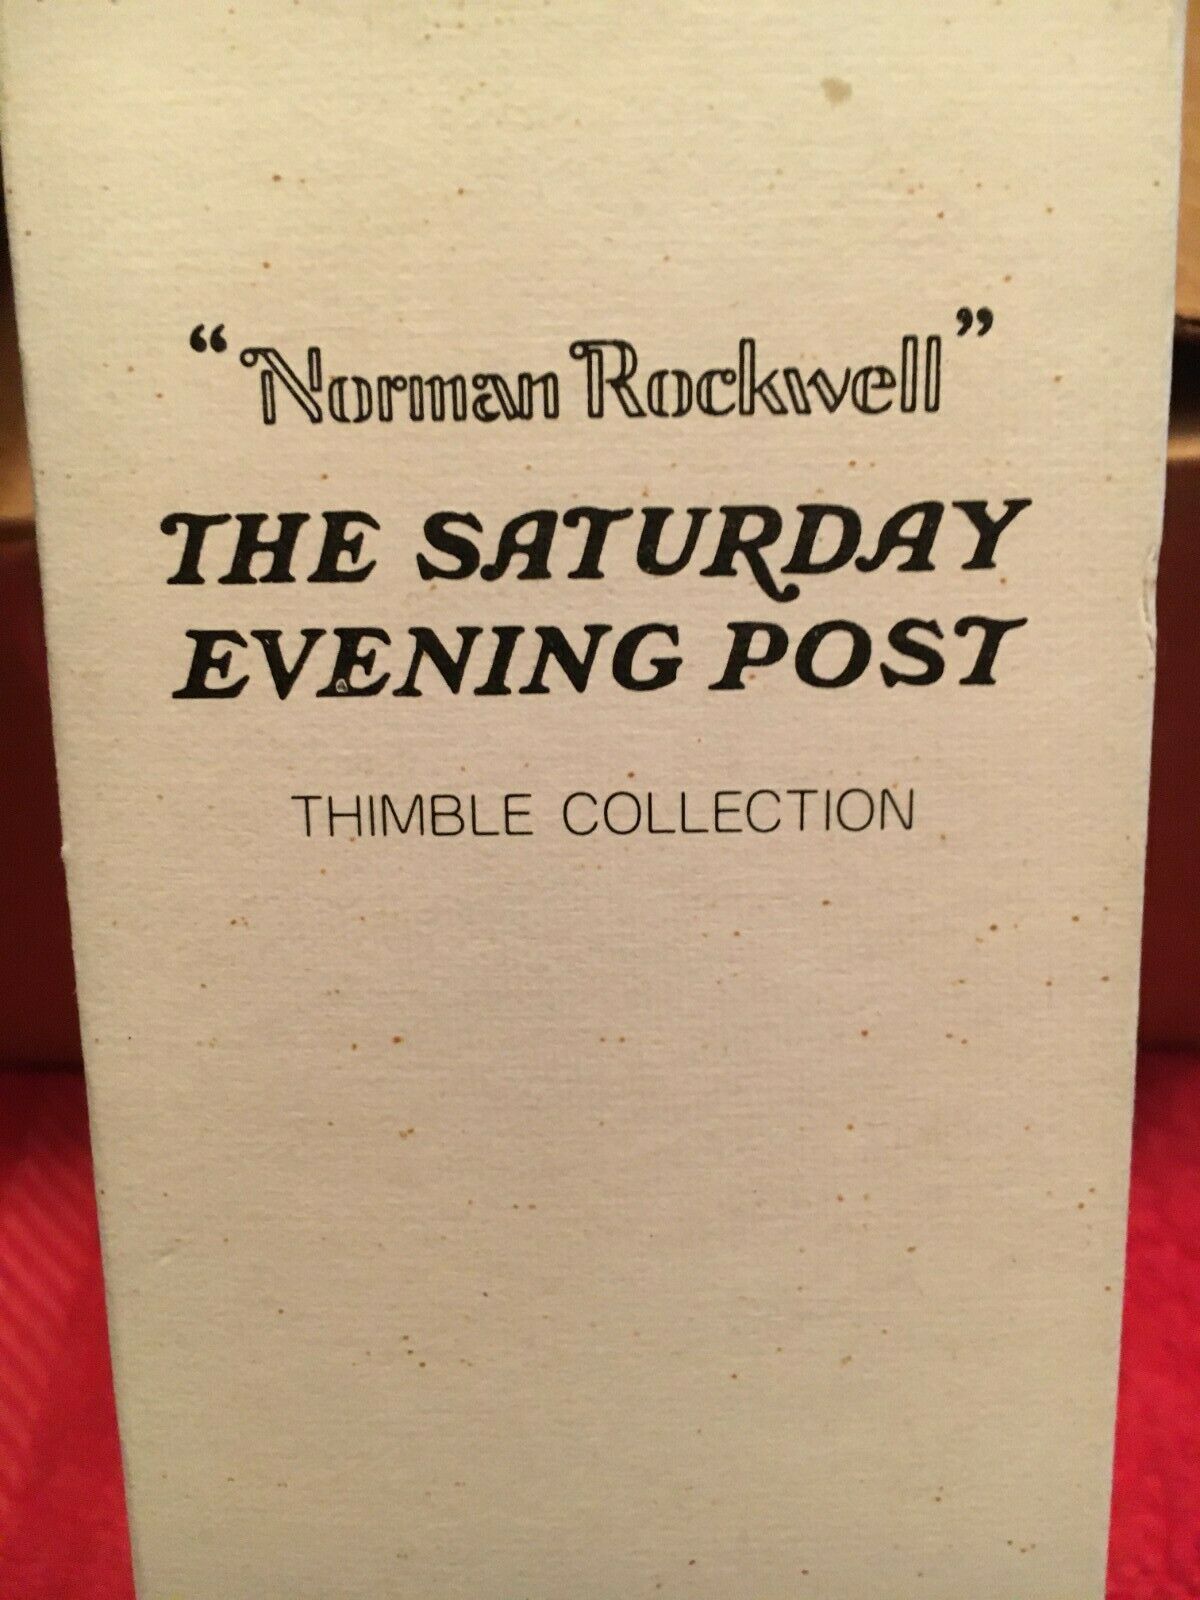 “Norman Rockwell”
THE SATURDAY
EVENING POST
THIMBLE COLLECTION